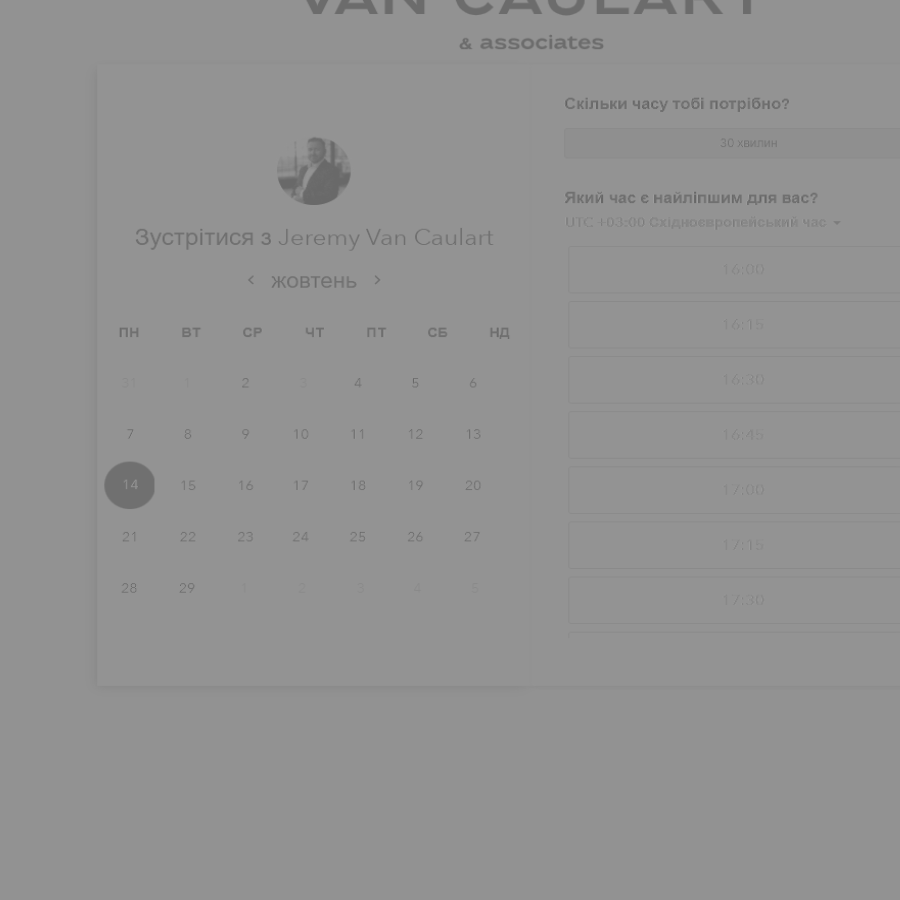 VAN CAULART
& associates
Зустрітися з Jeremy Van Caulart
жовтень
ПН ВТ СР ЧТ ПТ СБ НД
31 1 2 3 4 5 6
7 8 9 10 11 12 13
14 15 16 17 18 19 20
21 22 23 24 25 26 27
28 29 1 2 3 4 5
Скільки часу тобі потрібно?
30 хвилин
Який час є найліпшим для вас?
UTC +03:00 Східноєвропейський час
16:00
16:15
16:30
16:45
17:00
17:15
17:30